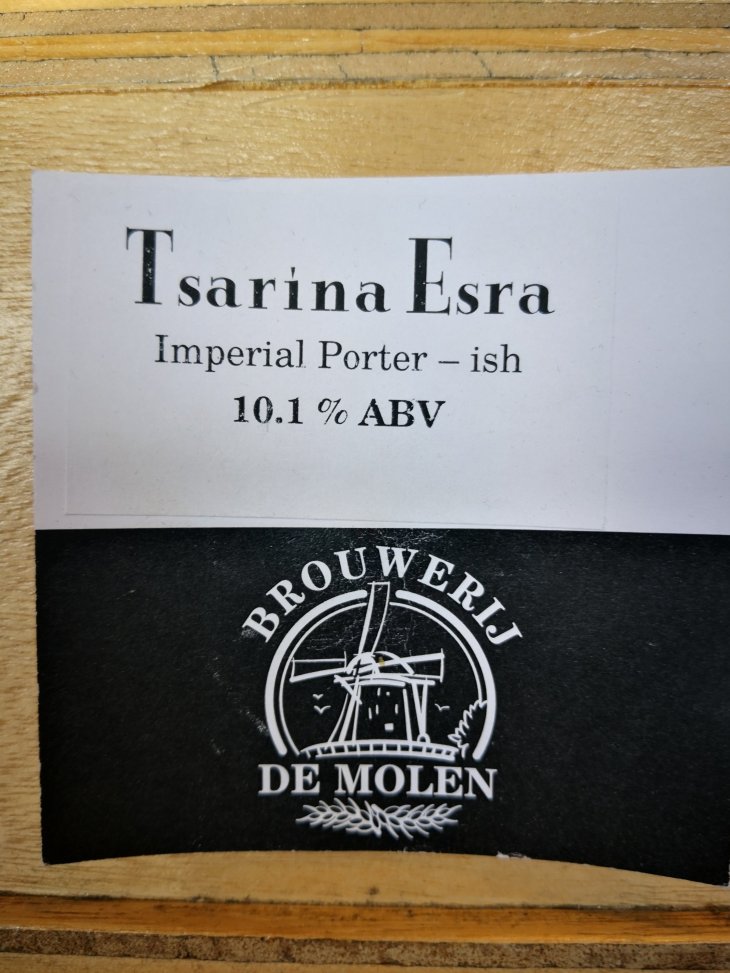 Tsarina Esra
Imperial Porter – ish
10.1 % ABV
BROUWERIJ
DE MOLEN